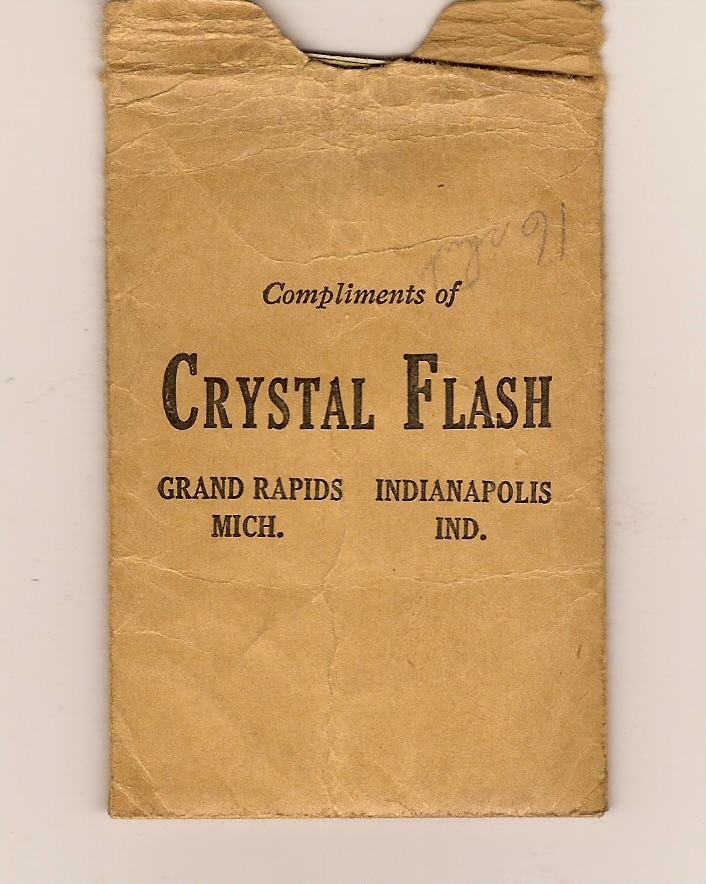 Compliments of
CRYSTAL FLASH
GRAND RAPIDS INDIANAPOLIS
MICH. IND.